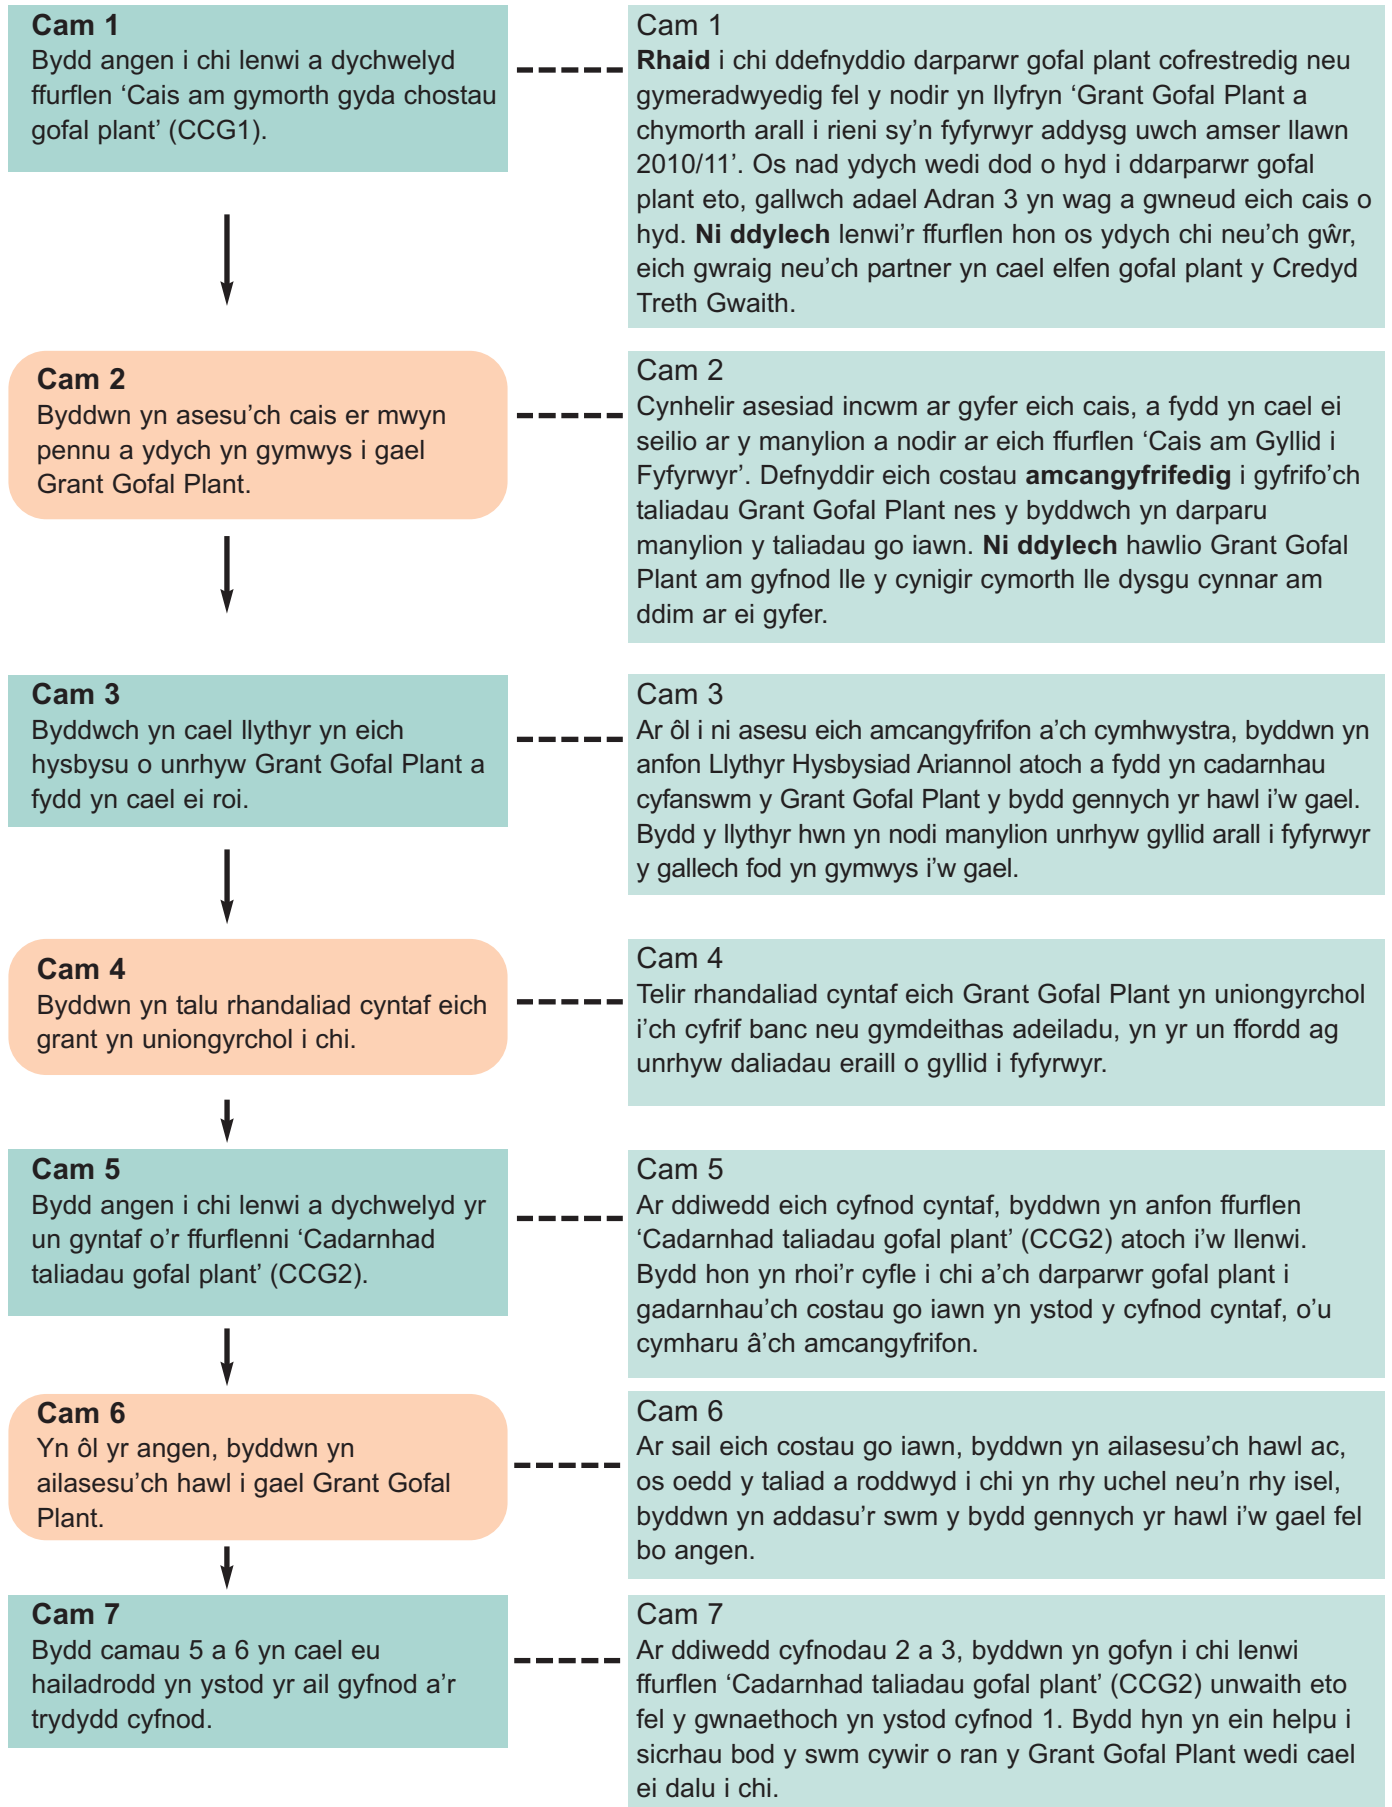 Cam 1
Bydd angen i chi lenwi a dychwelyd
ffurflen ‘Cais am gymorth gyda chostau
gofal plant’ (CCG1).
Cam 1
Rhaid i chi ddefnyddio darparwr gofal plant cofrestredig neu
gymeradwyedig fel y nodir yn llyfryn ‘Grant Gofal Plant a
chymorth arall i rieni sy’n fyfyrwyr addysg uwch amser llawn
2010/11’. Os nad ydych wedi dod o hyd i ddarparwr gofal
plant eto, gallwch adael Adran 3 yn wag a gwneud eich cais o
hyd. Ni ddylech lenwi’r ffurflen hon os ydych chi neu’ch gŵr,
eich gwraig neu’ch partner yn cael elfen gofal plant y Credyd
Treth Gwaith.
Cam 2
Byddwn yn asesu’ch cais er mwyn
pennu a ydych yn gymwys i gael
Grant Gofal Plant.
Cam 2
Cynhelir asesiad incwm ar gyfer eich cais, a fydd yn cael ei
seilio ar y manylion a nodir ar eich ffurflen ‘Cais am Gyllid i
Fyfyrwyr’. Defnyddir eich costau amcangyfrifedig i gyfrifo’ch
taliadau Grant Gofal Plant nes y byddwch yn darparu
manylion y taliadau go iawn. Ni ddylech hawlio Grant Gofal
Plant am gyfnod lle y cynigir cymorth lle dysgu cynnar am
ddim ar ei gyfer.
Cam 3
Byddwch yn cael llythyr yn eich
hysbysu o unrhyw Grant Gofal Plant a
fydd yn cael ei roi.
Cam 3
Ar ôl i ni asesu eich amcangyfrifon a’ch cymhwystra, byddwn yn
anfon Llythyr Hysbysiad Ariannol atoch a fydd yn cadarnhau
cyfanswm y Grant Gofal Plant y bydd gennych yr hawl i’w gael.
Bydd y llythyr hwn yn nodi manylion unrhyw gyllid arall i fyfyrwyr
y gallech fod yn gymwys i’w gael.
Cam 4
Byddwn yn talu rhandaliad cyntaf eich
grant yn uniongyrchol i chi.
Cam 4
Telir rhandaliad cyntaf eich Grant Gofal Plant yn uniongyrchol
i’ch cyfrif banc neu gymdeithas adeiladu, yn yr un ffordd ag
unrhyw daliadau eraill o gyllid i fyfyrwyr.
Cam 5
Bydd angen i chi lenwi a dychwelyd yr
un gyntaf o’r ffurflenni ‘Cadarnhad
taliadau gofal plant’ (CCG2).
Cam 5
Ar ddiwedd eich cyfnod cyntaf, byddwn yn anfon ffurflen
‘Cadarnhad taliadau gofal plant’ (CCG2) atoch i’w llenwi.
Bydd hon yn rhoi’r cyfle i chi a’ch darparwr gofal plant i
gadarnhau’ch costau go iawn yn ystod y cyfnod cyntaf, o’u
cymharu â’ch amcangyfrifon.
Cam 6
Yn ôl yr angen, byddwn yn
ailasesu’ch hawl i gael Grant Gofal
Plant.
Cam 6
Ar sail eich costau go iawn, byddwn yn ailasesu’ch hawl ac,
os oedd y taliad a roddwyd i chi yn rhy uchel neu’n rhy isel,
byddwn yn addasu’r swm y bydd gennych yr hawl i’w gael fel
bo angen.
Cam 7
Bydd camau 5 a 6 yn cael eu
hailadrodd yn ystod yr ail gyfnod a’r
trydydd cyfnod.
Cam 7
Ar ddiwedd cyfnodau 2 a 3, byddwn yn gofyn i chi lenwi
ffurflen ‘Cadarnhad taliadau gofal plant’ (CCG2) unwaith eto
fel y gwnaethoch yn ystod cyfnod 1. Bydd hyn yn ein helpu i
sicrhau bod y swm cywir o ran y Grant Gofal Plant wedi cael
ei dalu i chi.